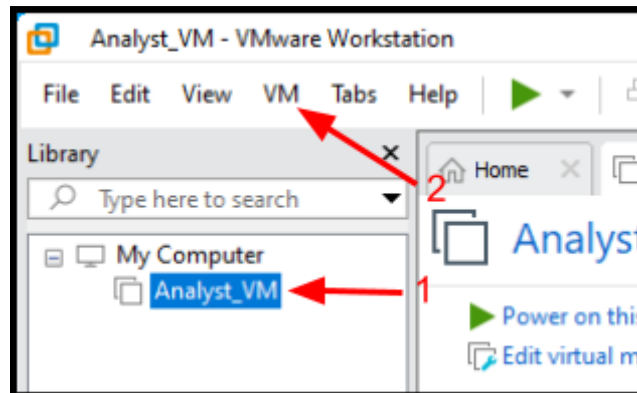 Analyst_VM - VMware Workstation
File Edit View VM Tabs Help
Library
2
Home
Type here to search
My Computer
Analyst_VM
1
Power on
Edit virtual